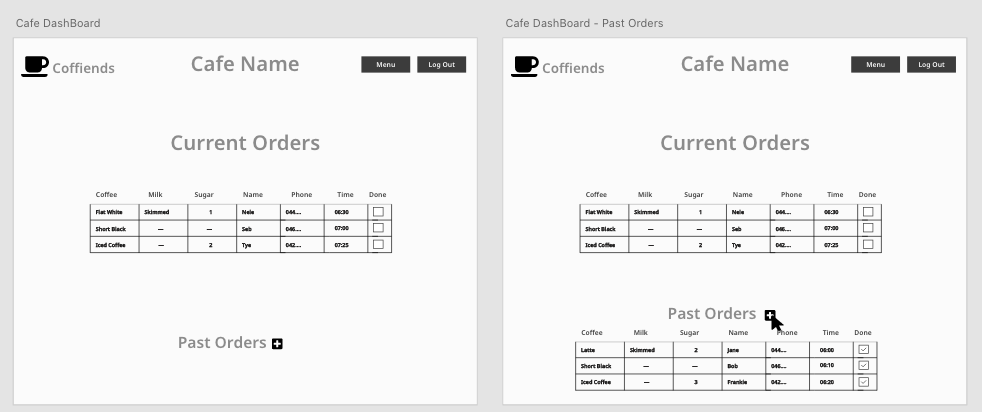 Cafe DashBoard
Coffiends
Cafe Name
Menu
Log Out
Current Orders
Coffee Milk Sugar Name Phone Time Done
Flat White Skimmed 1 Nele 044.... 06:30
Short Black — — Seb 046.... 07:00
Iced Coffee — 2 Tye 042.... 07:25
Past Orders
Cafe DashBoard - Past Orders
Coffiends
Cafe Name
Menu
Log Out
Current Orders
Coffee Milk Sugar Name Phone Time Done
Flat White Skimmed 1 Nele 044.... 06:30
Short Black — — Seb 046.... 07:00
Iced Coffee — 2 Tye 042.... 07:25
Past Orders
Coffee Milk Sugar Name Phone Time Done
Latte Skimmed 2 Jane 044.... 06:00
Short Black — — Bob 046.... 06:10
Iced Coffee — 3 Frankie 042.... 06:20